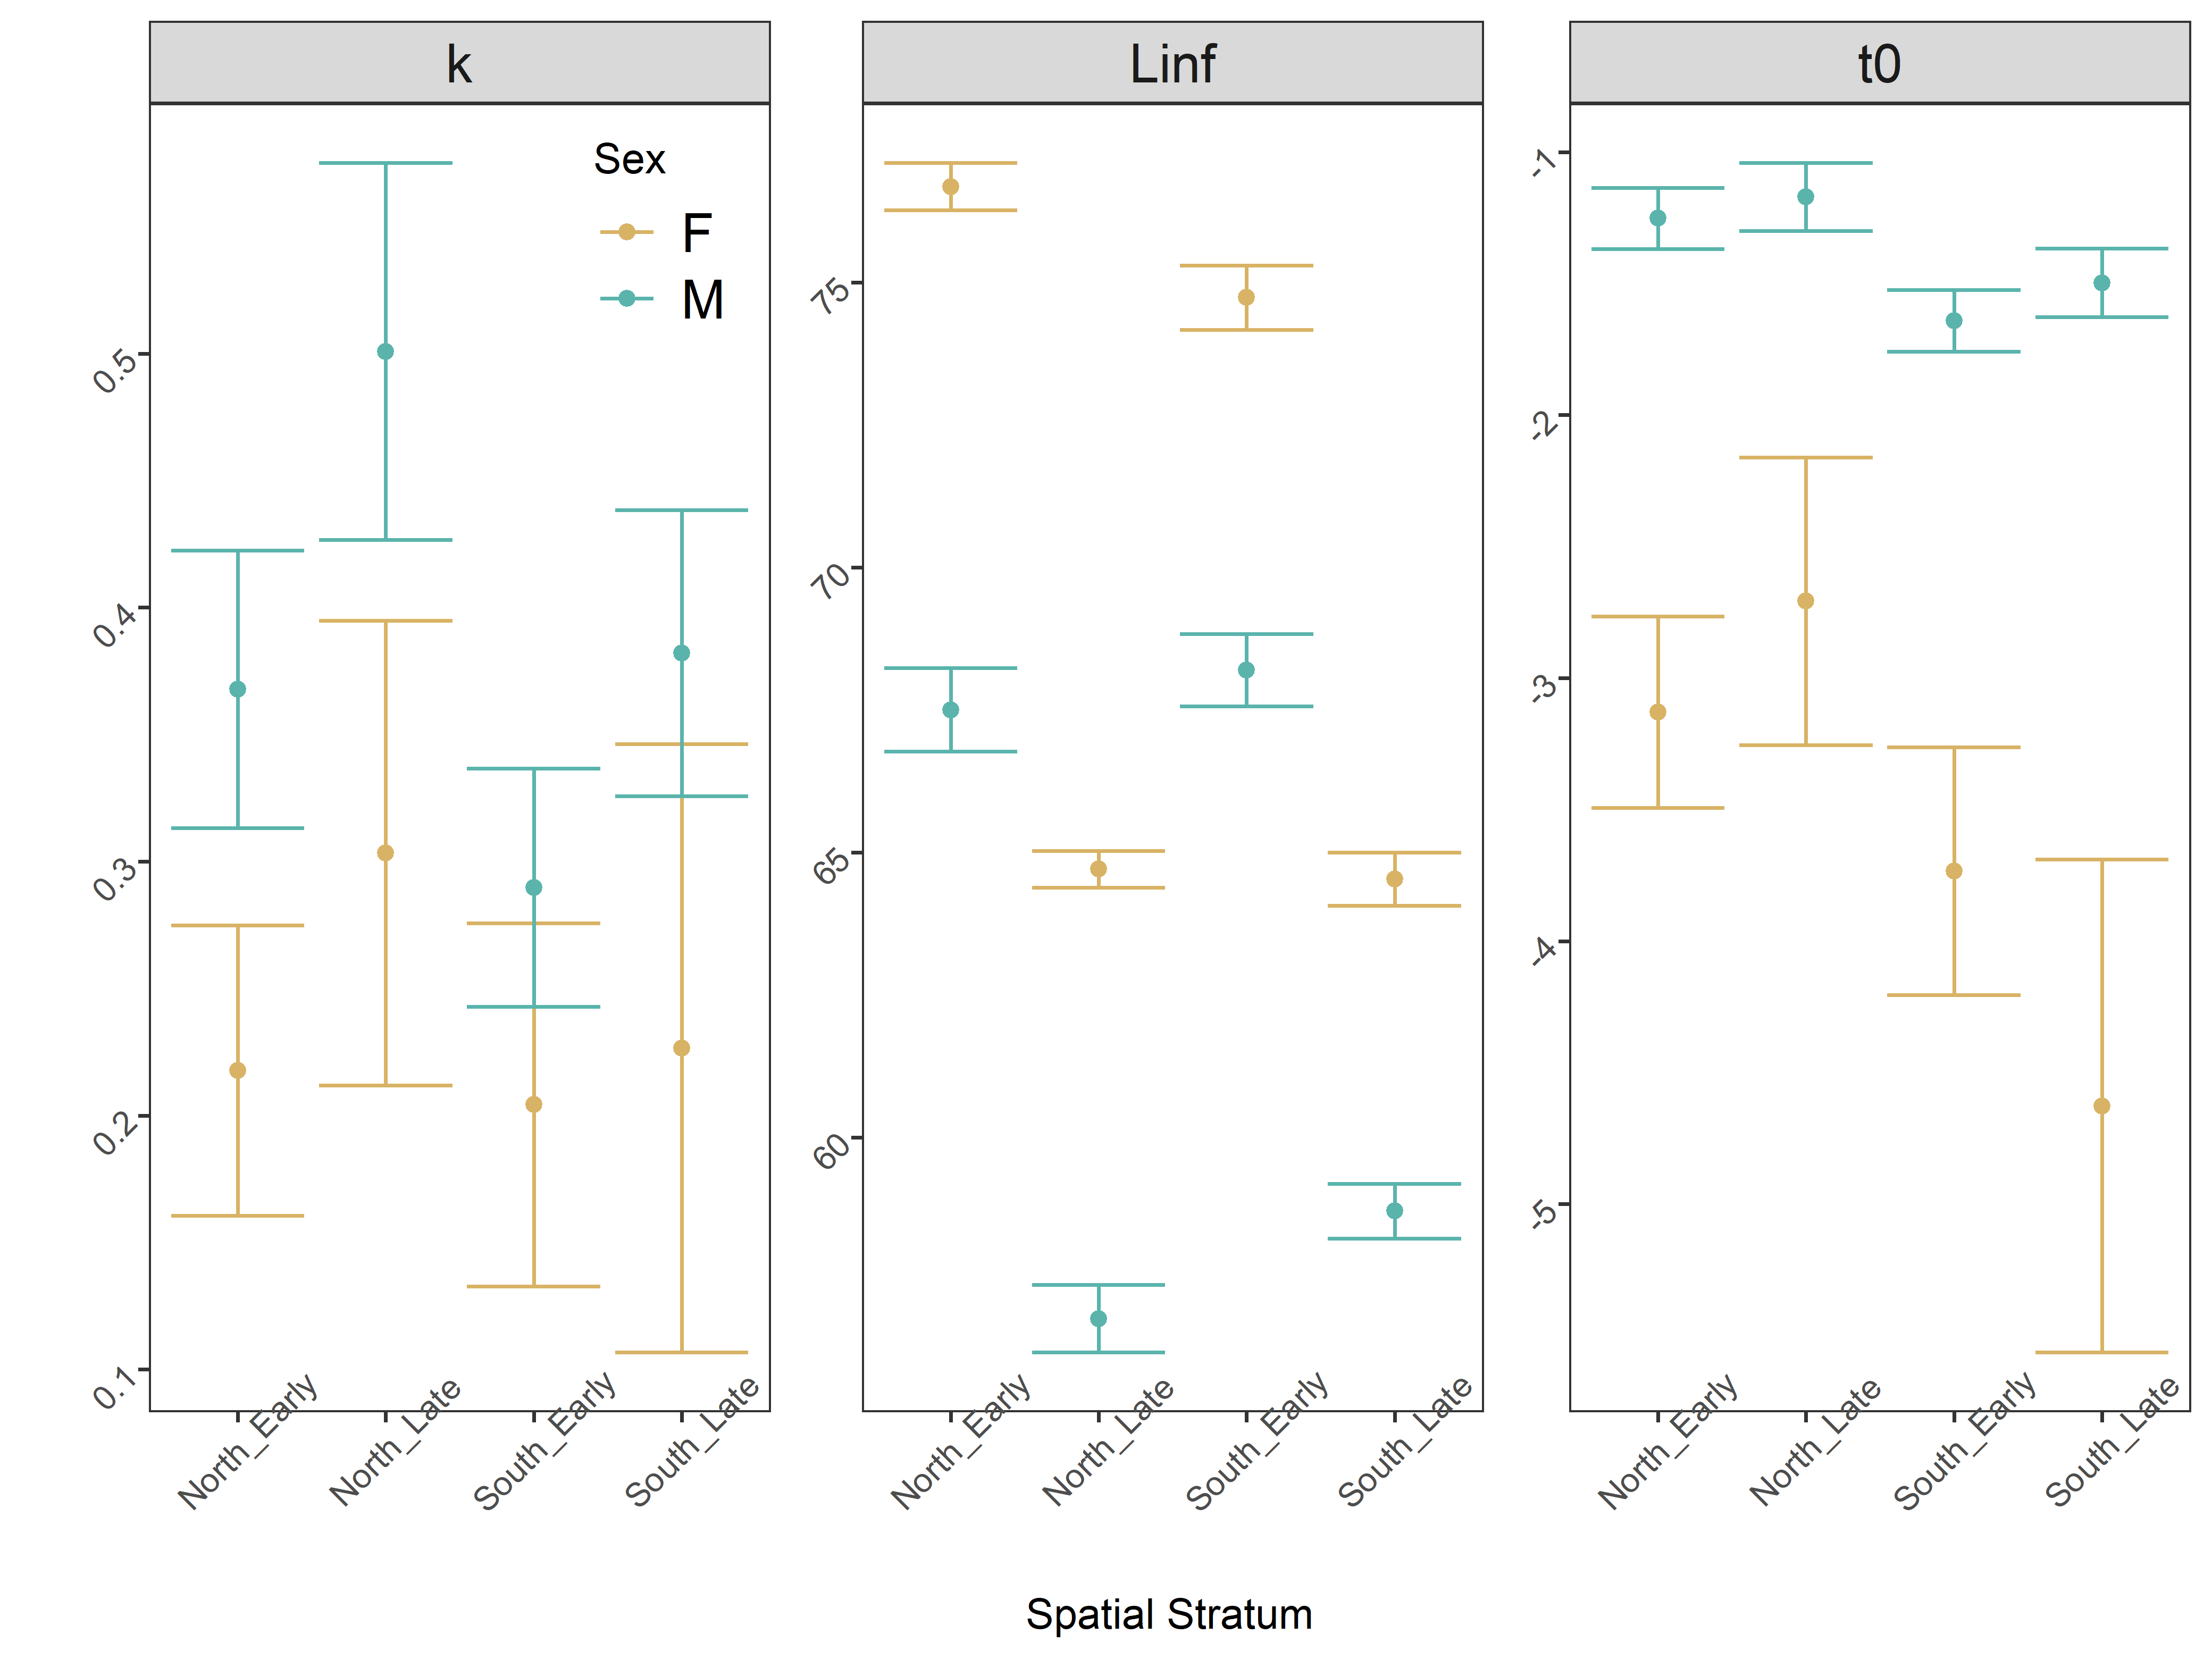 k
Linf
t0
Sex
F
M
0.5
0.4
0.3
0.2
0.1
75
70
65
60
-1
-2
-3
-4
-5
North_Early
North_Late
South_Early
South_Late
North_Early
North_Late
South_Early
South_Late
North_Early
North_Late
South_Early
South_Late
Spatial Stratum